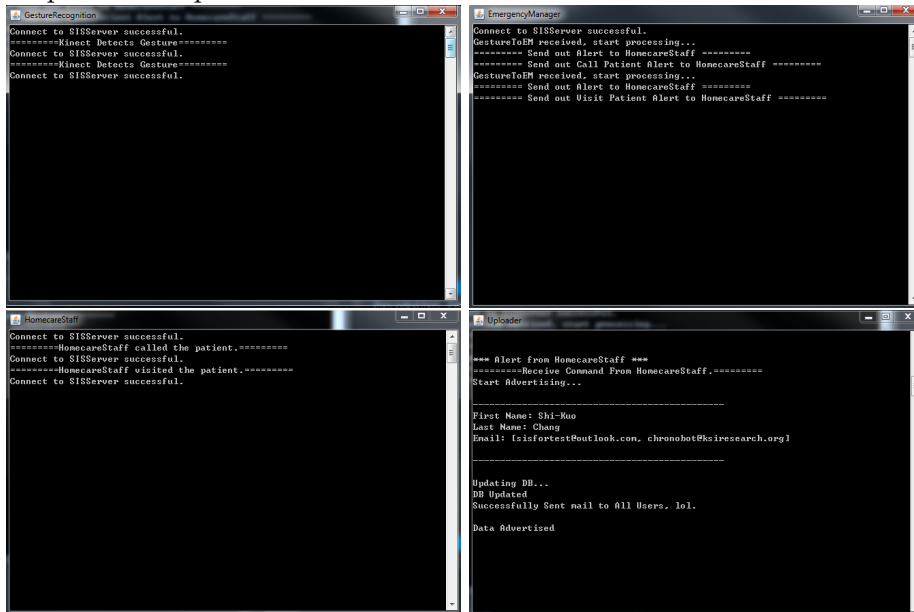 GestureRecognition
Connect to SISServer successful.
=========Kinect Detects Gesture=========
Connect to SISServer successful.
=========Kinect Detects Gesture=========
Connect to SISServer successful.
EmergencyManager
Connect to SISServer successful.
GestureToEM received, start processing...
========= Send out Alert to HomecareStaff =========
========= Send out Call Patient Alert to HomecareStaff =========
GestureToEM received, start processing...
========= Send out Alert to HomecareStaff =========
========= Send out Visit Patient Alert to HomecareStaff =========
HomecareStaff
Connect to SISServer successful.
=========HomecareStaff called the patient.=========
Connect to SISServer successful.
=========HomecareStaff visited the patient.=========
Connect to SISServer successful.
Uploader
*** Alert from HomecareStaff ***
=========Receive Command From HomecareStaff.=========
Start Advertising...
First Name: Shi-Kuo
Last Name: Chang
Email: [sisfortest@outlook.com, chronobot@ksiresearch.org]
Updating DB...
DB Updated
Successfully Sent mail to All Users, lol.
Data Advertised